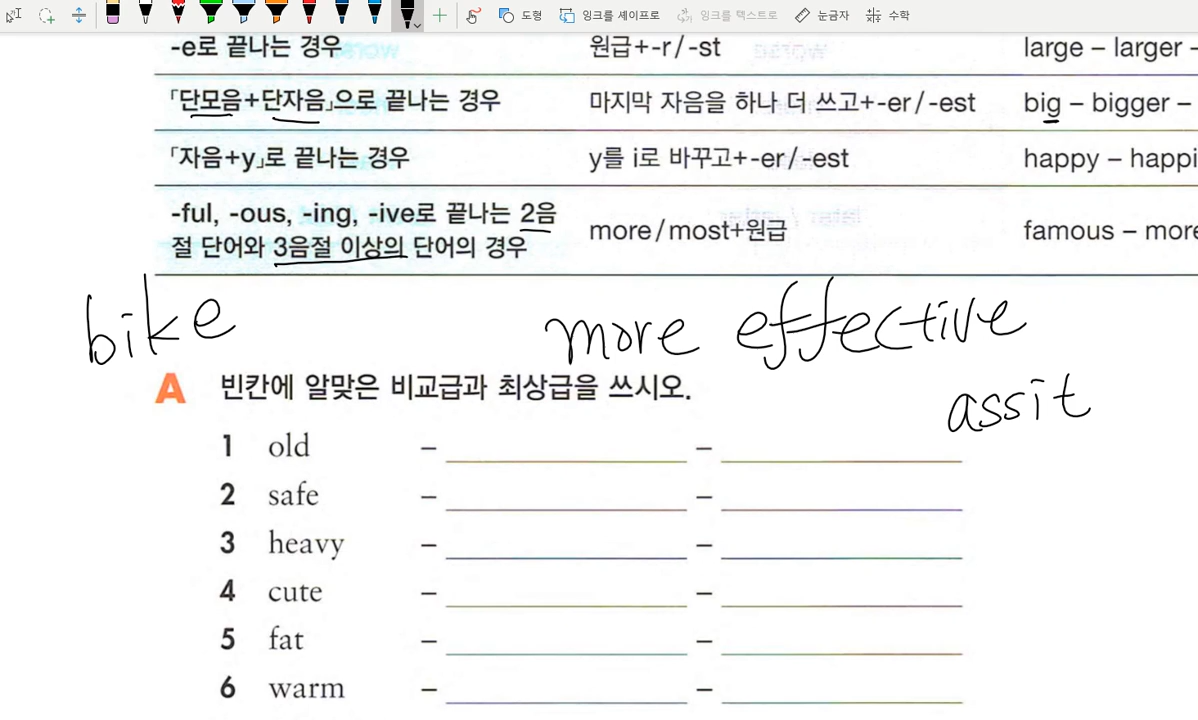 도형 잉크를 셰이프로 잉크를 텍스트로 눈금자 수학
-e로 끝나는 경우 원급+-r/-st large – larger –
「단모음+단자음」으로 끝나는 경우 마지막 자음을 하나 더 쓰고+-er/-est big – bigger –
「자음+y」로 끝나는 경우 y를 i로 바꾸고+-er/-est happy – happi
-ful, -ous, -ing, -ive로 끝나는 2음
절 단어와 3음절 이상의 단어의 경우 more/most+원급 famous – more
bike more effective
A 빈칸에 알맞은 비교급과 최상급을 쓰시오.
assit
1 old – –
2 safe – –
3 heavy – –
4 cute – –
5 fat – –
6 warm – –